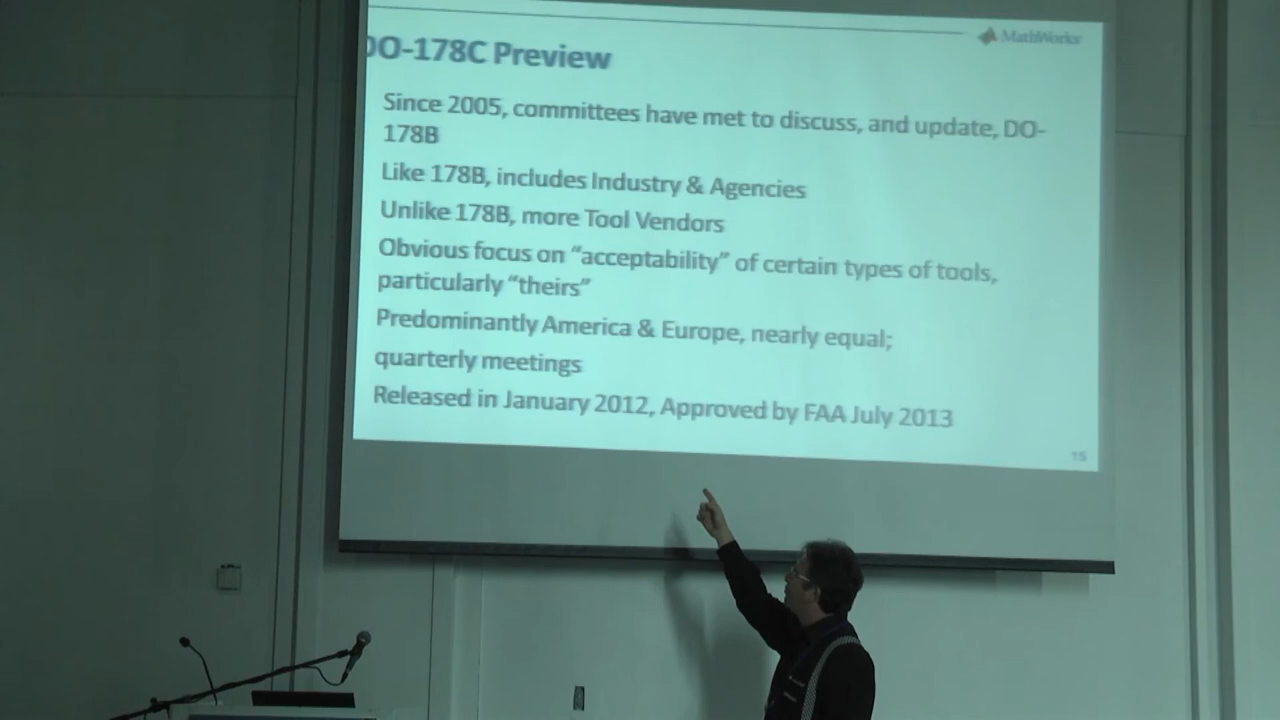 MathWorks
DO-178C Preview
Since 2005, committees have met to discuss, and update, DO-
178B
Like 178B, includes Industry & Agencies
Unlike 178B, more Tool Vendors
Obvious focus on “acceptability” of certain types of tools,
particularly “theirs”
Predominantly America & Europe, nearly equal;
quarterly meetings
Released in January 2012, Approved by FAA July 2013
15